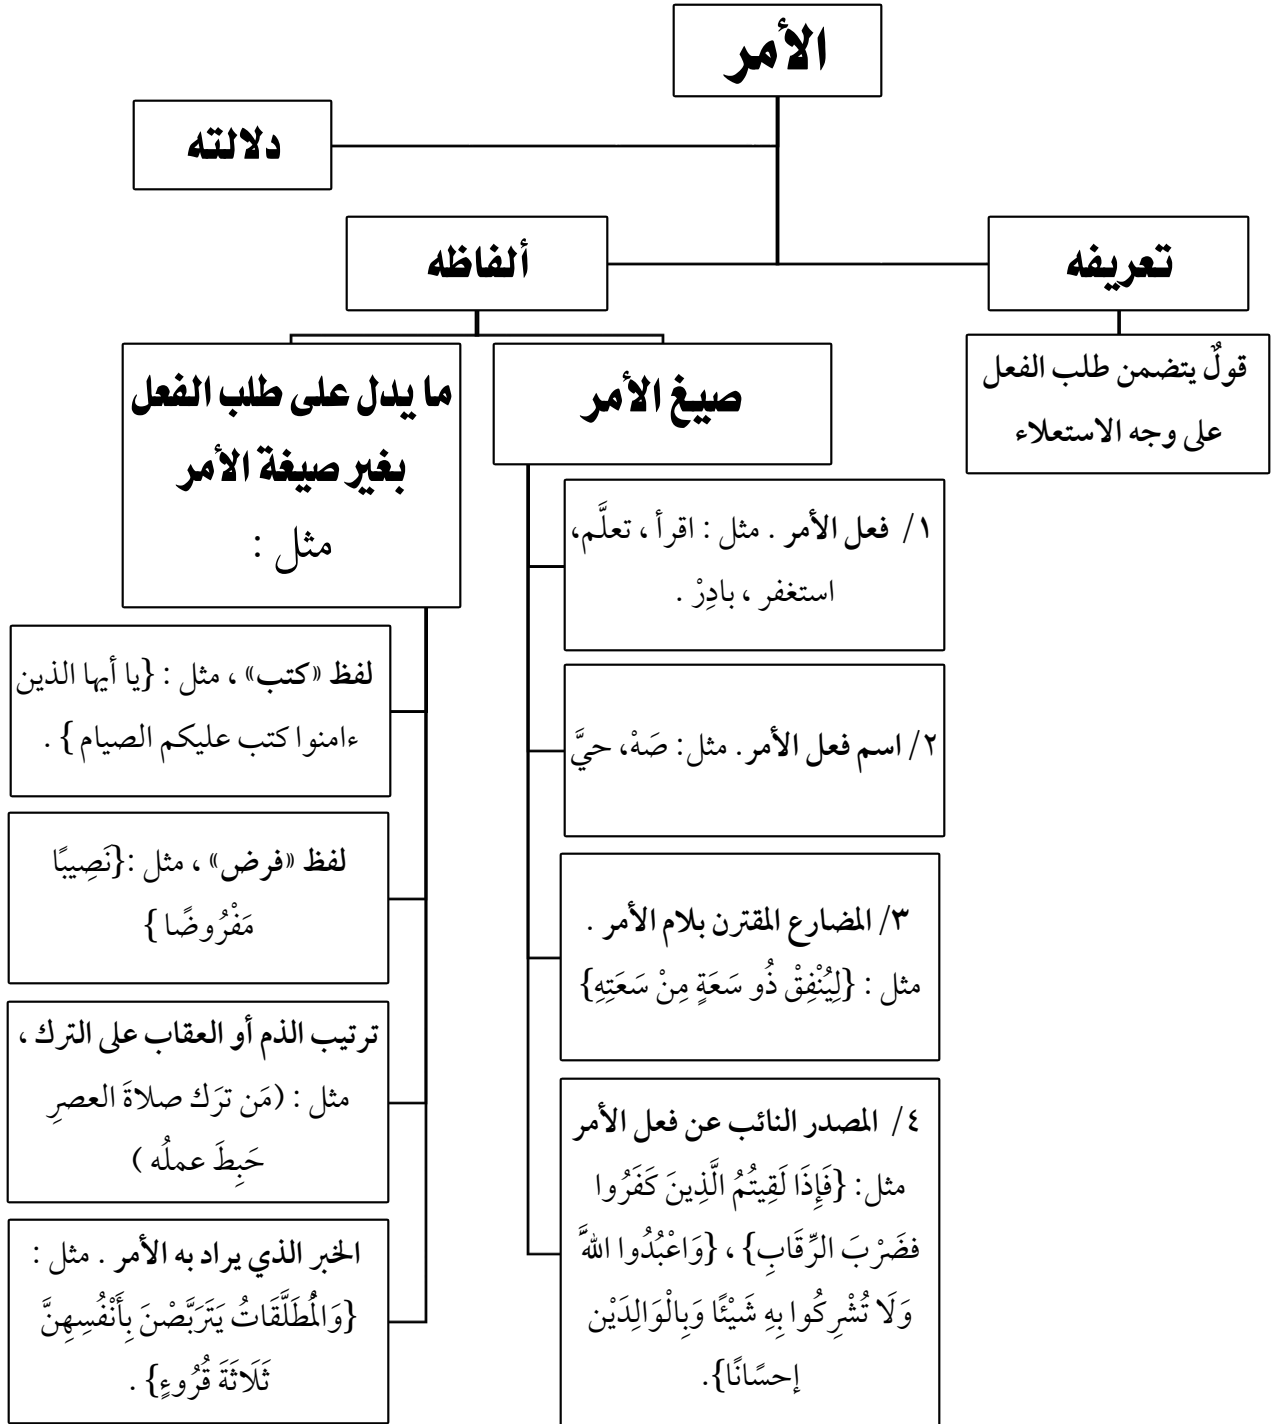 الأمر
دلالته
تعريفه
ألفاظه
قولٌ يتضمن طلب الفعل
على وجه الاستعلاء
صيغ الأمر
١/ فعل الأمر . مثل : اقرأ ، تعلَّم،
استغفر ، بادِرْ .
٢/ اسم فعل الأمر . مثل: صَهْ، حيَّ
٣/ المضارع المقترن بلام الأمر .
مثل : {لِيُنْفِقْ ذُو سَعَةٍ مِنْ سَعَتِهِ}
٤/ المصدر النائب عن فعل الأمر
مثل: {فَإِذَا لَقِيتُمُ الَّذِينَ كَفَرُوا
فضَرْبَ الرِّقَابِ} ، {وَاعْبُدُوا اللهَّ
وَلَا تُشْرِكُوا بِهِ شَيْئًا وَبِالْوَالِدَيْن
إحسًانًا}.
ما يدل على طلب الفعل
بغير صيغة الأمر
مثل :
لفظ «كتب» ، مثل : {يا أيها الذين
ءامنوا كتب عليكم الصيام} .
لفظ «فرض» ، مثل :{نَصِيبًا
مَفْرُوضًا}
ترتيب الذم أو العقاب على الترك ،
مثل : (مَن ترَك صلاةَ العصرِ
حَبِطَ عملُه )
الخبر الذي يراد به الأمر . مثل :
{وَالْمُطَلَّقَاتُ يَتَرَبَّصْنَ بِأَنْفُسِهِنَّ
ثَلَاثَةَ قُرُوءٍ} .